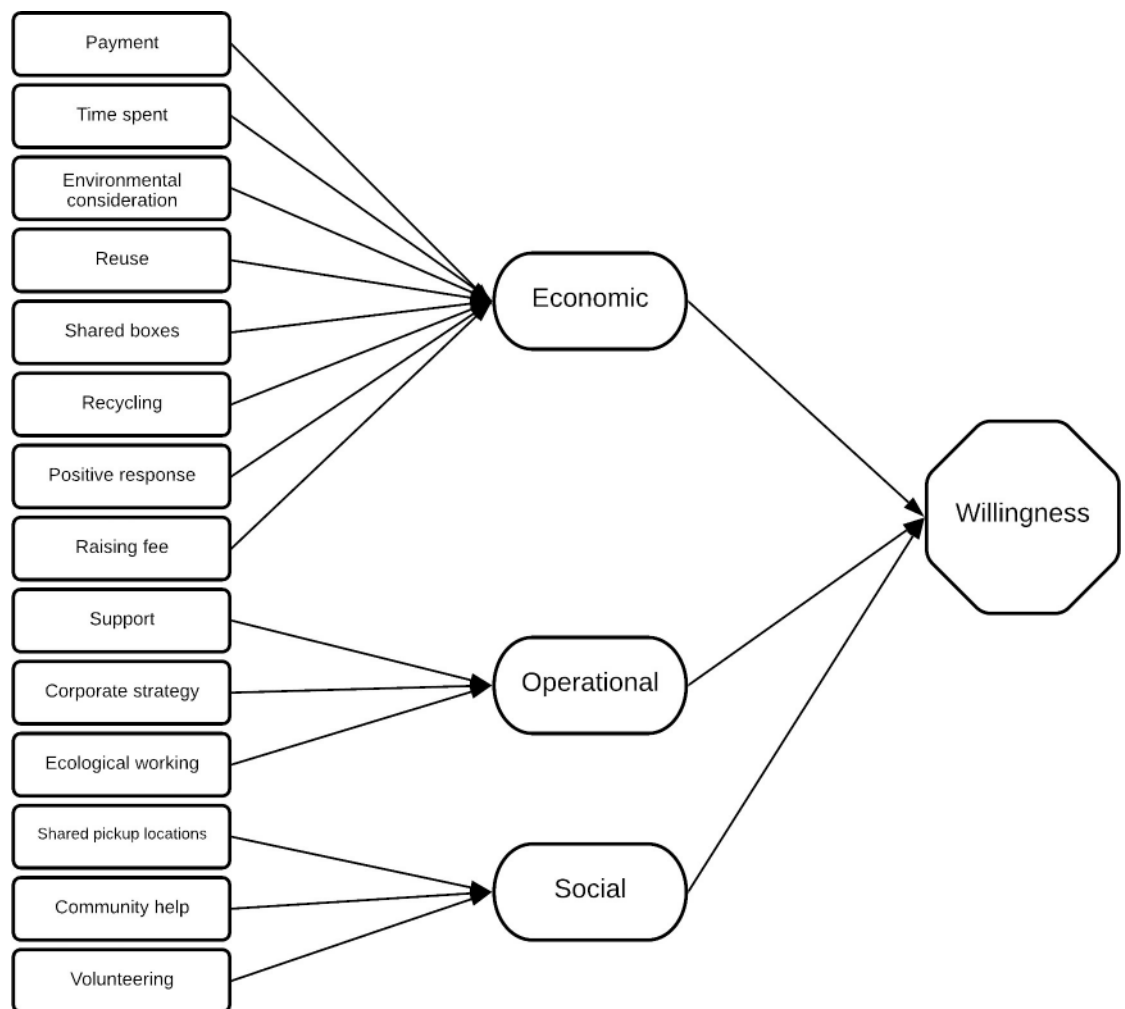 Payment
Time spent
Environmental
consideration
Reuse
Shared boxes
Recycling
Positive response
Raising fee
Support
Corporate strategy
Ecological working
Shared pickup locations
Community help
Volunteering
Economic
Operational
Social
Willingness